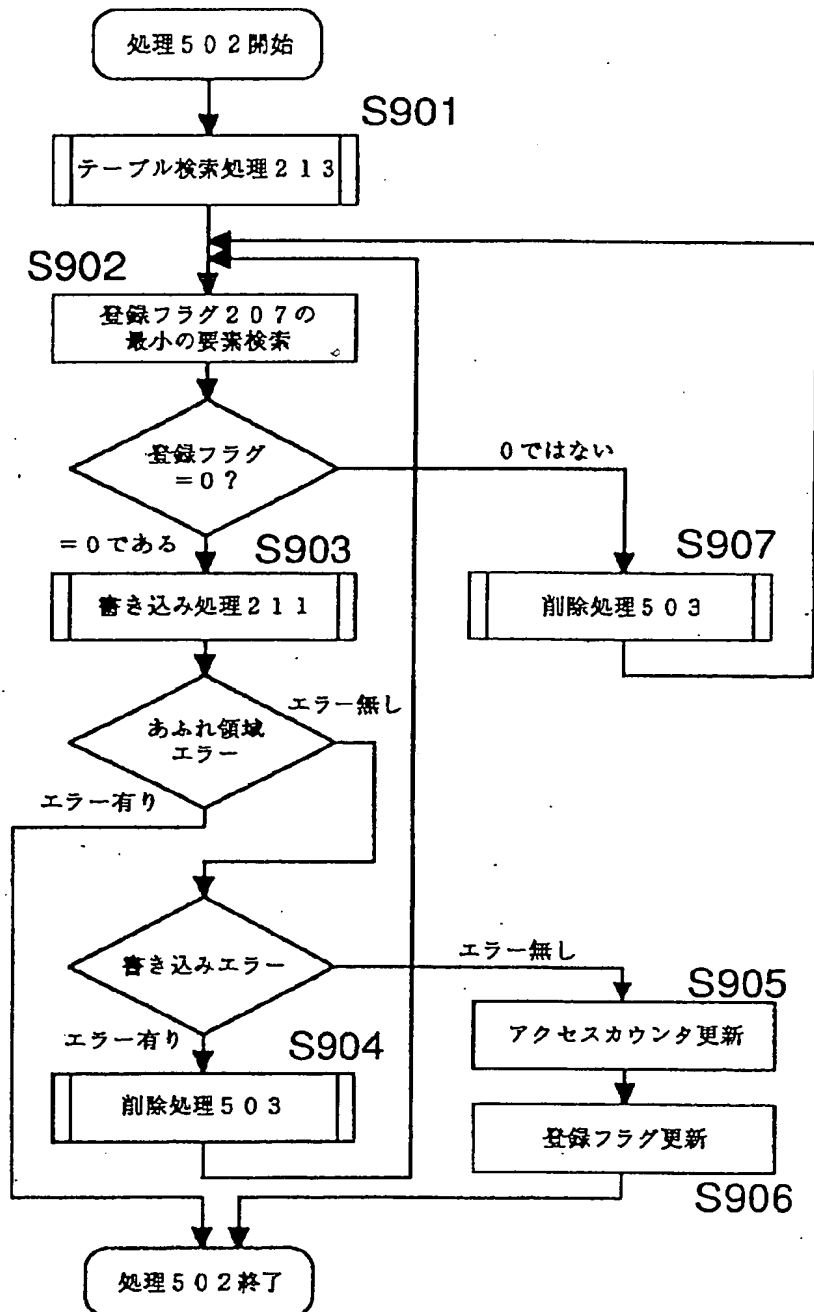 処理５０２開始
S901
テーブル検索処理２１３
S902
登録フラグ２０７の
最小の要素検索
登録フラグ
＝０？
０ではない
＝０である
S903
S907
書き込み処理２１１
削除処理５０３
あふれ領域
エラー
エラー無し
エラー有り
書き込みエラー
エラー無し
S905
アクセスカウンタ更新
エラー有り
S904
削除処理５０３
登録フラグ更新
S906
処理５０２終了